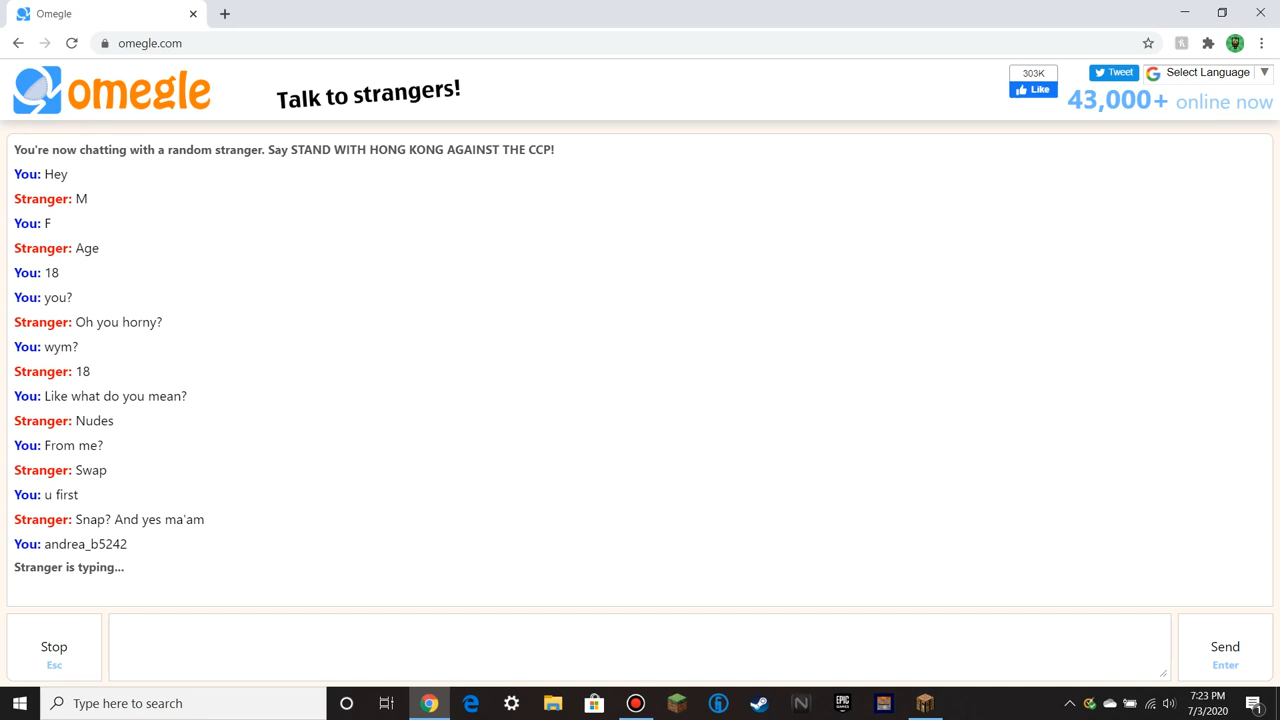 Omegle
omegle.com
omegle
Talk to strangers!
303K
Like
Tweet
Select Language
43,000+ online now
You're now chatting with a random stranger. Say STAND WITH HONG KONG AGAINST THE CCP!
You: Hey
Stranger: M
You: F
Stranger: Age
You: 18
You: you?
Stranger: Oh you horny?
You: wym?
Stranger: 18
You: Like what do you mean?
Stranger: Nudes
You: From me?
Stranger: Swap
You: u first
Stranger: Snap? And yes ma'am
You: andrea_b5242
Stranger is typing...
Stop
Esc
Send
Enter
Type here to search
EPIC
GAMES
7:23 PM
7/3/2020
1